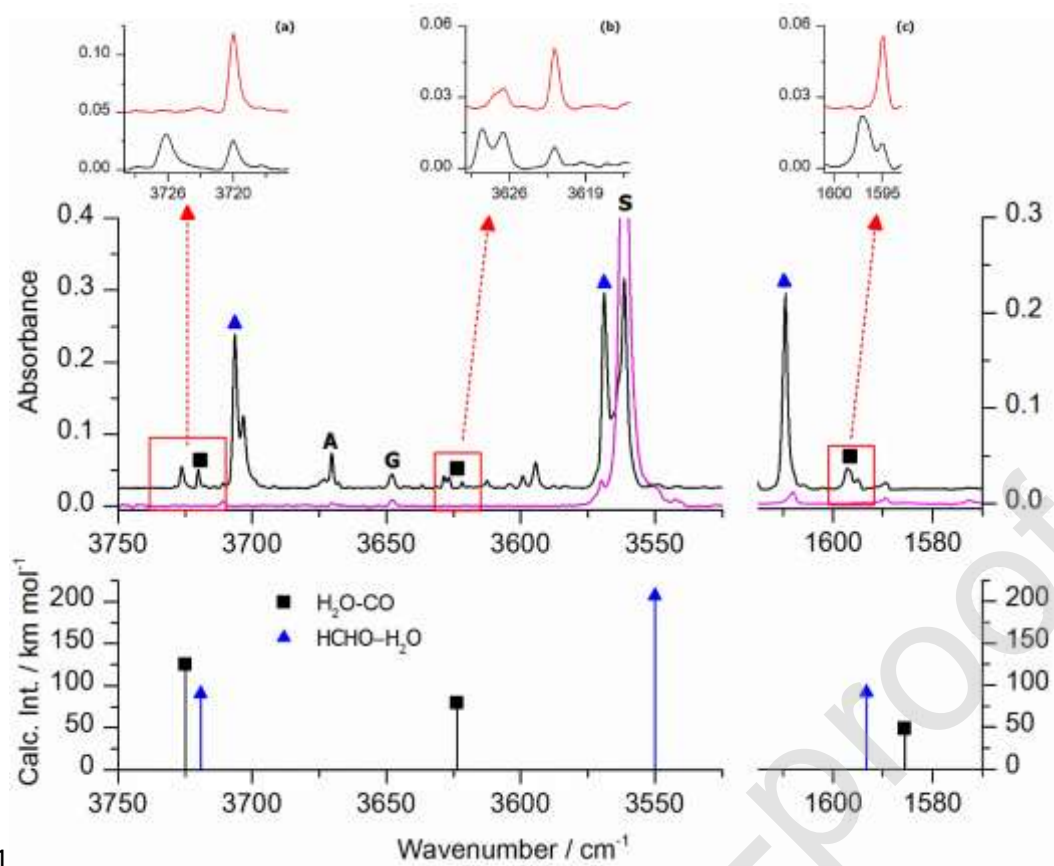 (a) (b) (c)
0.10 0.06 0.06
0.05 0.03 0.03
0.00 0.00 0.00
3726 3720 3626 3619 1600 1595
S
0.4 0.3
0.3 0.2
0.2
0.1 A G 0.1
0.0 0.0
Absorbance
3750 3700 3650 3600 3550 1600 1580
200 H₂O-CO 200
150 HCHO–H₂O 150
100 100
50 50
0 0
Calc. Int. / km mol⁻¹
3750 3700 3650 3600 3550 1600 1580
Wavenumber / cm⁻¹
1
-proof